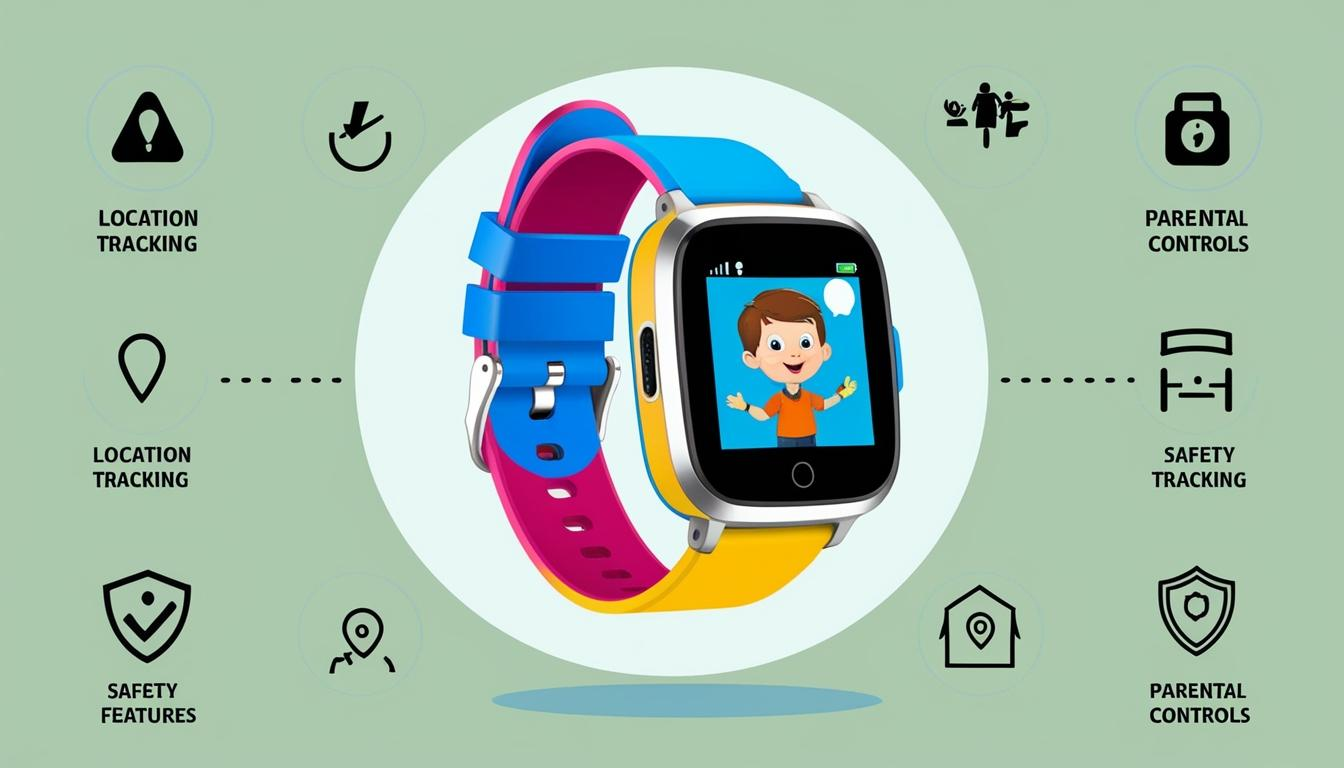 LOCATION
TRACKING
PARENTAL
CONTROLS
LOCATION
TRACKING
SAFETY
TRACKING
SAFETY
FEATURES
PARENTAL
CONTROLS